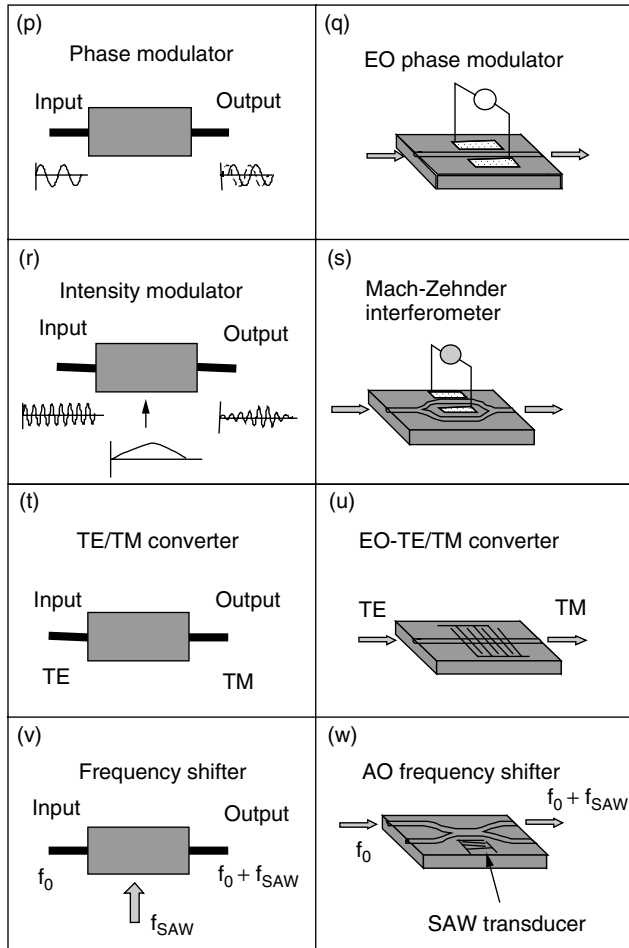 (p)
Phase modulator
Input Output
(q)
EO phase modulator
(r)
Intensity modulator
Input Output
(s)
Mach-Zehnder
interferometer
(t)
TE/TM converter
Input Output
TE TM
(u)
EO-TE/TM converter
TE TM
(v)
Frequency shifter
Input Output
f₀ f₀ + fSAW
fSAW
(w)
AO frequency shifter
f₀ + fSAW
f₀
SAW transducer